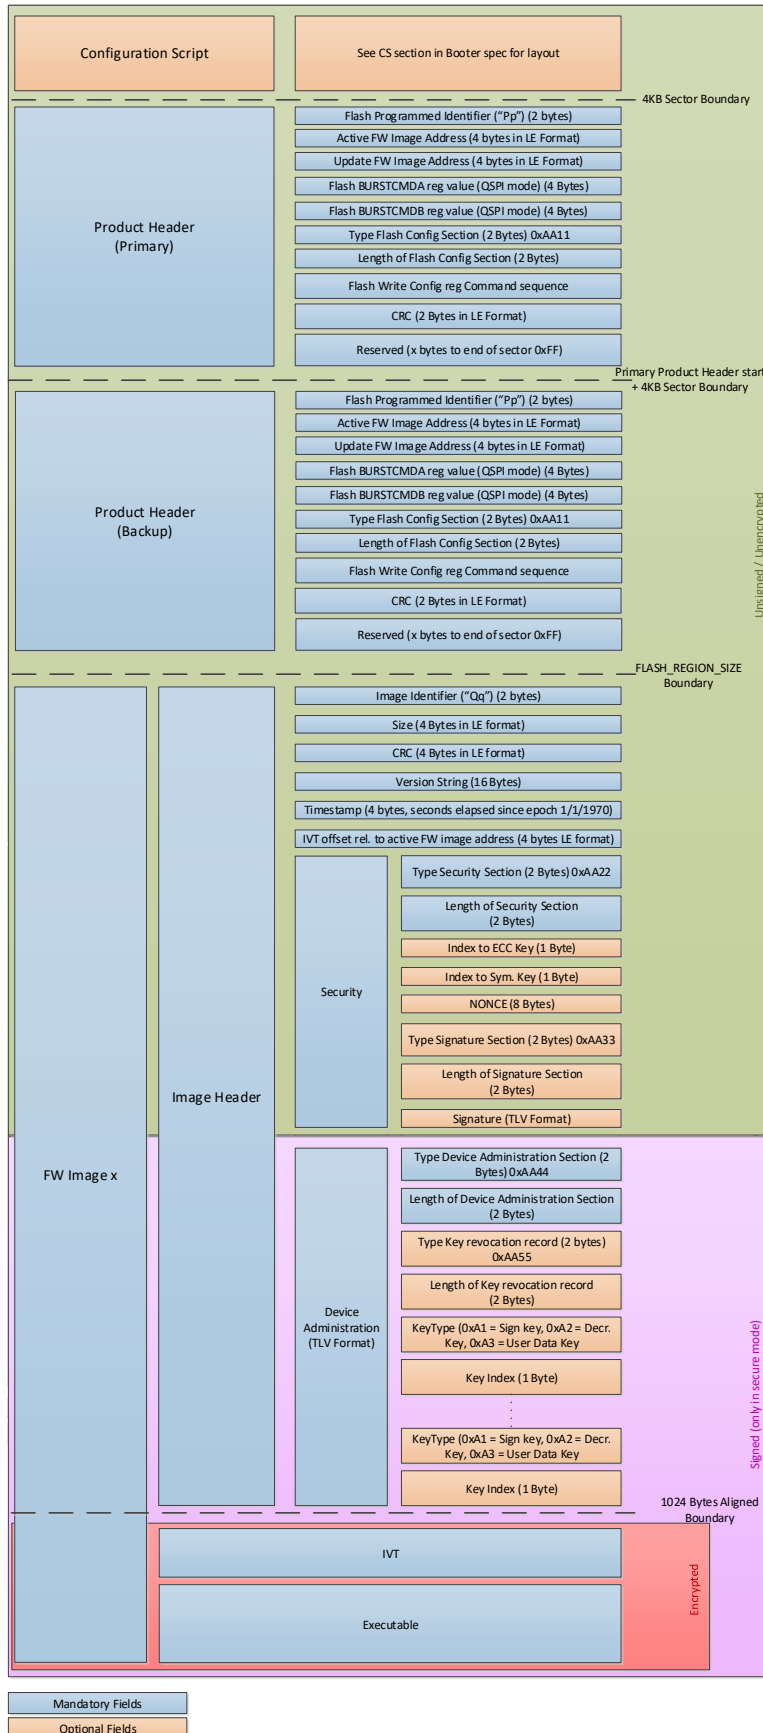 Configuration Script
See CS section in Booter spec for layout
4KB Sector Boundary
Product Header
(Primary)
Flash Programmed Identifier (“Pp”) (2 bytes)
Active FW Image Address (4 bytes in LE Format)
Update FW Image Address (4 bytes in LE Format)
Flash BURSTCMDA reg value (QSPI mode) (4 Bytes)
Flash BURSTCMDB reg value (QSPI mode) (4 Bytes)
Type Flash Config Section (2 Bytes) 0xAA11
Length of Flash Config Section (2 Bytes)
Flash Write Config reg Command sequence
CRC (2 Bytes in LE Format)
Reserved (x bytes to end of sector 0xFF)
Primary Product Header start
+ 4KB Sector Boundary
Product Header
(Backup)
Flash Programmed Identifier (“Pp”) (2 bytes)
Active FW Image Address (4 bytes in LE Format)
Update FW Image Address (4 bytes in LE Format)
Flash BURSTCMDA reg value (QSPI mode) (4 Bytes)
Flash BURSTCMDB reg value (QSPI mode) (4 Bytes)
Type Flash Config Section (2 Bytes) 0xAA11
Length of Flash Config Section (2 Bytes)
Flash Write Config reg Command sequence
CRC (2 Bytes in LE Format)
Reserved (x bytes to end of sector 0xFF)
Unsigned / Unencrypted
FLASH_REGION_SIZE
Boundary
FW Image x
Image Header
Image Identifier (“Qq”) (2 bytes)
Size (4 Bytes in LE format)
CRC (4 Bytes in LE format)
Version String (16 Bytes)
Timestamp (4 bytes, seconds elapsed since epoch 1/1/1970)
IVT offset rel. to active FW image address (4 bytes LE format)
Security
Type Security Section (2 Bytes) 0xAA22
Length of Security Section
(2 Bytes)
Index to ECC Key (1 Byte)
Index to Sym. Key (1 Byte)
NONCE (8 Bytes)
Type Signature Section (2 Bytes) 0xAA33
Length of Signature Section
(2 Bytes)
Signature (TLV Format)
Device
Administration
(TLV Format)
Type Device Administration Section (2
Bytes) 0xAA44
Length of Device Administration Section
(2 Bytes)
Type Key revocation record (2 bytes)
0xAA55
Length of Key revocation record
(2 Bytes)
KeyType (0xA1 = Sign key, 0xA2 = Decr.
Key, 0xA3 = User Data Key
Key Index (1 Byte)
KeyType (0xA1 = Sign key, 0xA2 = Decr.
Key, 0xA3 = User Data Key
Key Index (1 Byte)
Signed (only in secure mode)
1024 Bytes Aligned
Boundary
IVT
Executable
Encrypted
Mandatory Fields
Optional Fields